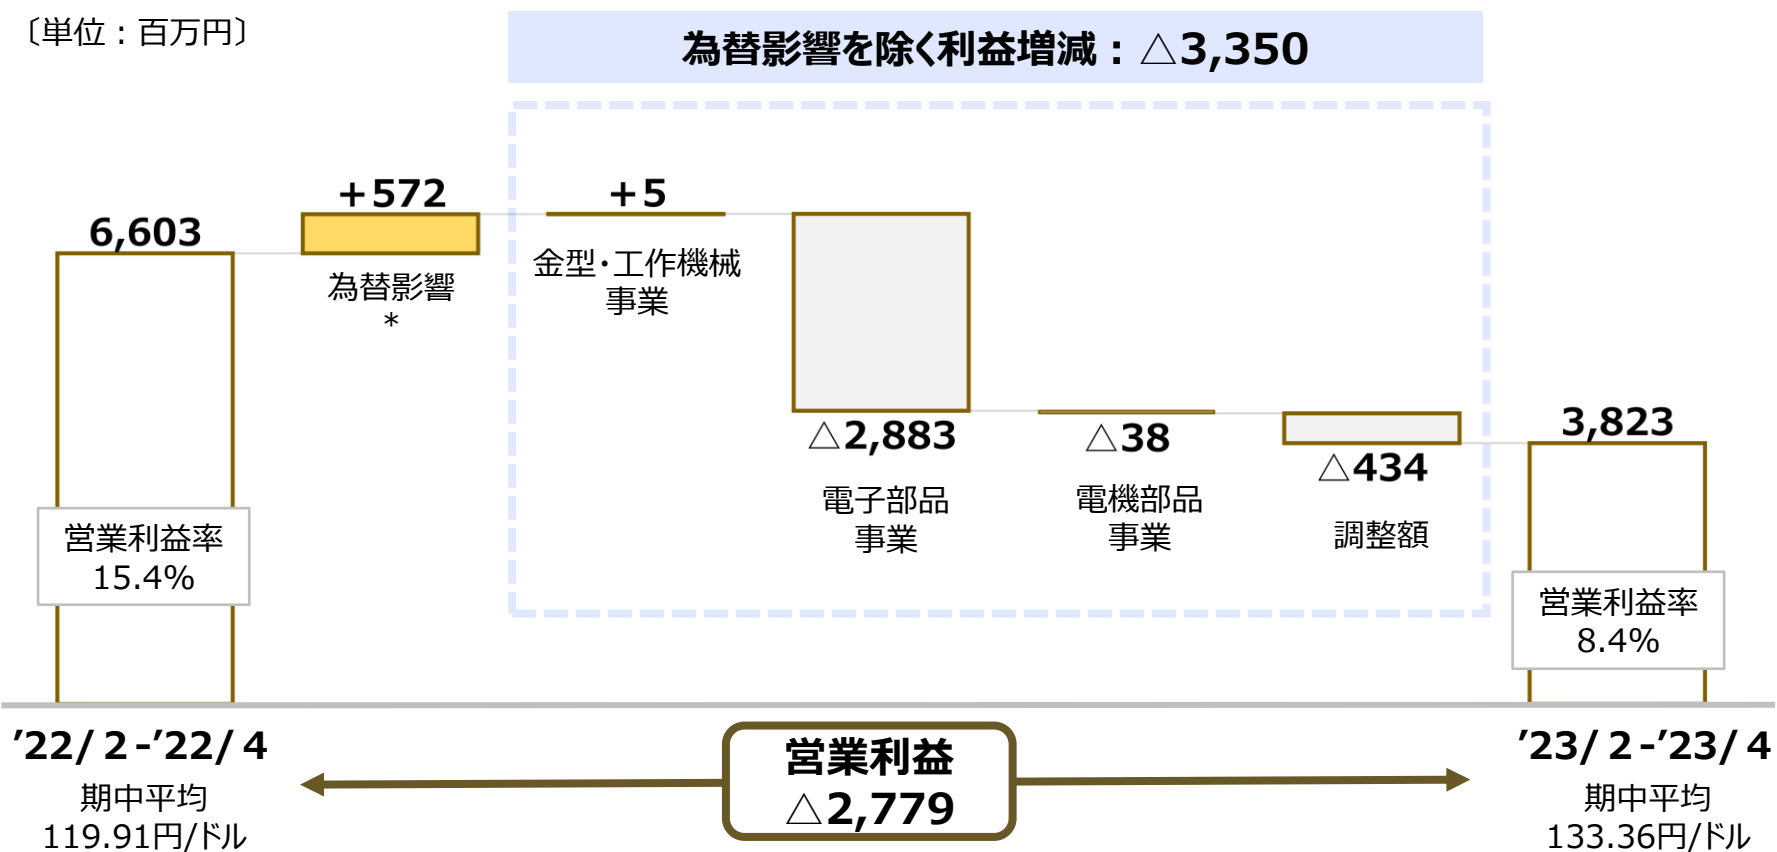 〔単位：百万円〕
為替影響を除く利益増減：△3,350
6,603
+572
為替影響
*
+5
金型・工作機械
事業
△2,883
電子部品
事業
△38
電機部品
事業
△434
調整額
3,823
営業利益率
15.4%
営業利益率
8.4%
’22/２-’22/４
期中平均
119.91円/ドル
営業利益
△2,779
’23/２-’23/４
期中平均
133.36円/ドル